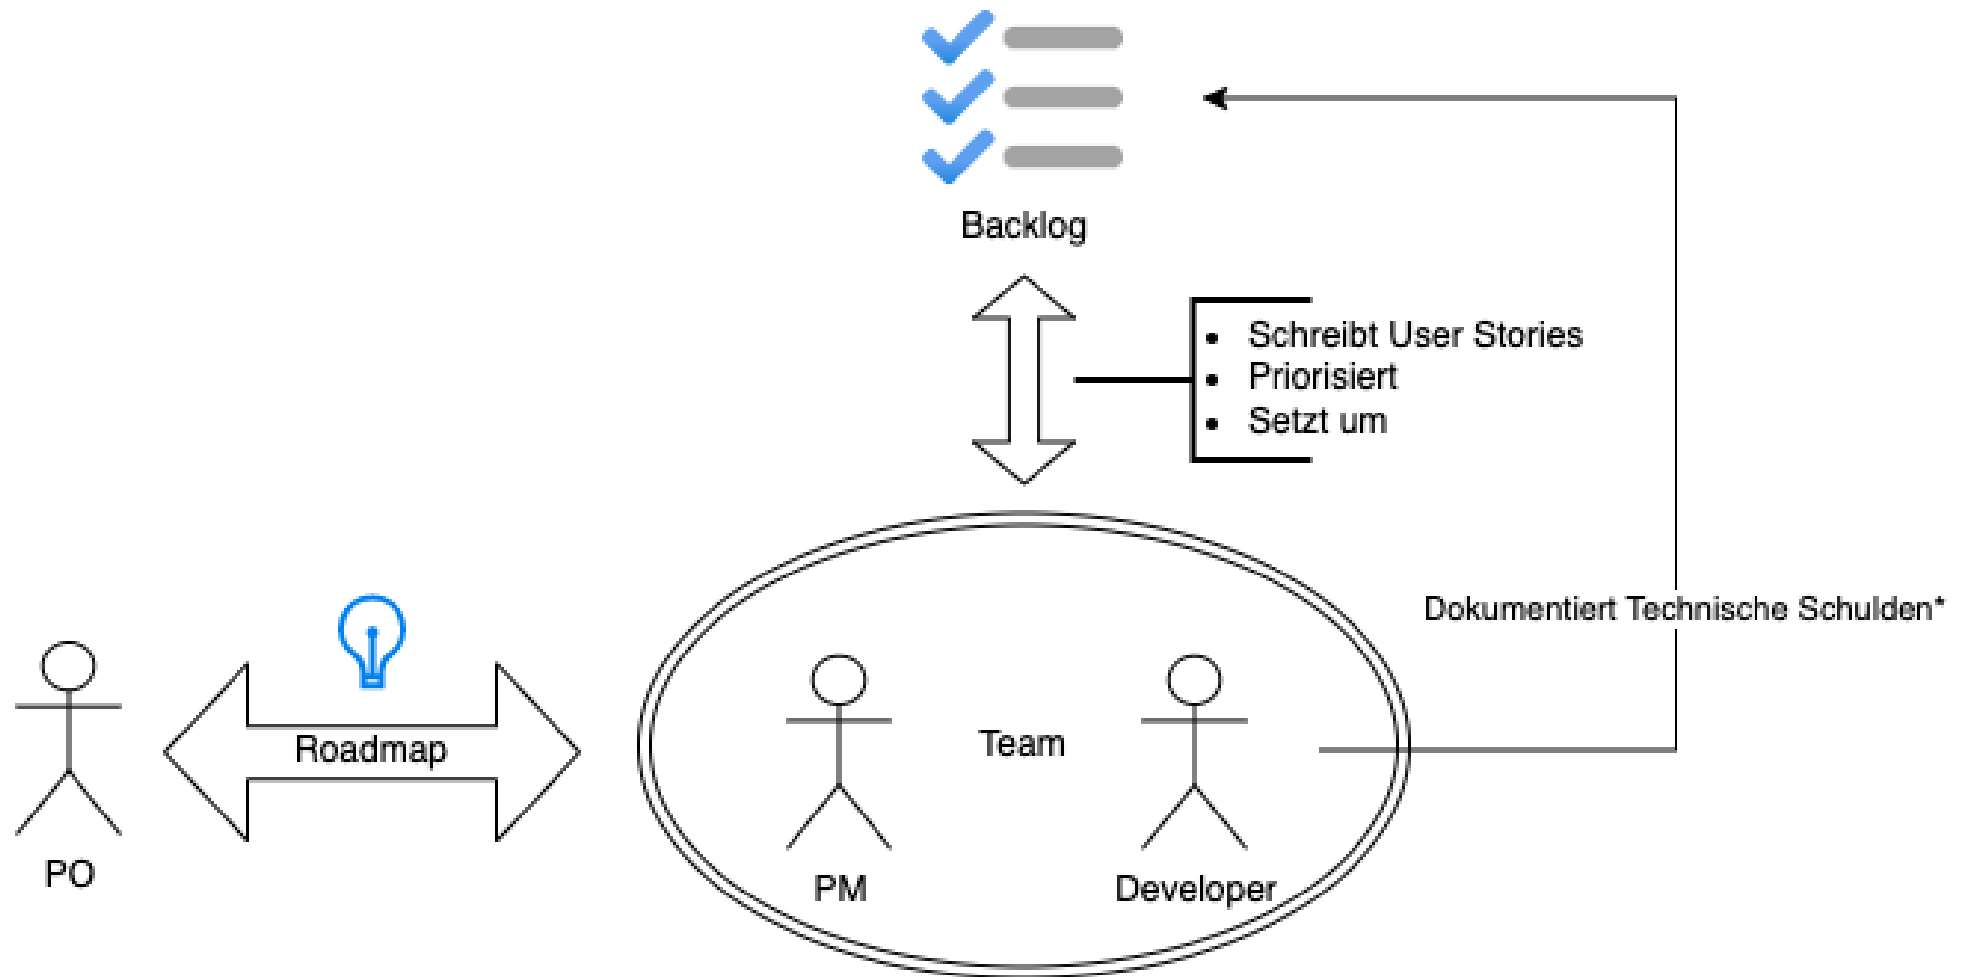 Backlog
• Schreibt User Stories
• Priorisiert
• Setzt um
Dokumentiert Technische Schulden*
Roadmap
Team
PO
PM
Developer